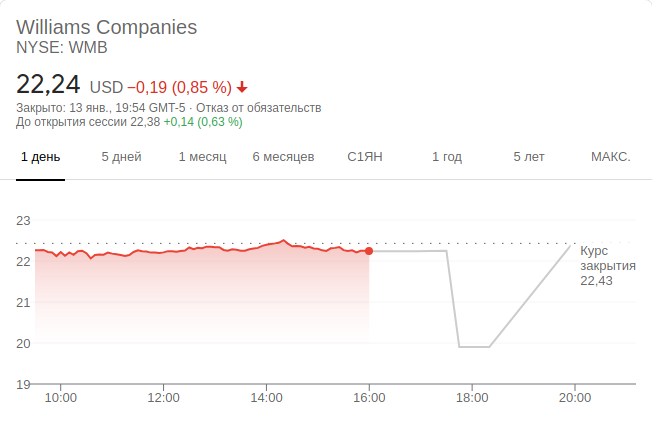 Williams Companies
NYSE: WMB
22,24 USD −0,19 (0,85 %)
Закрыто: 13 янв., 19:54 GMT-5 · Отказ от обязательств
До открытия сессии 22,38 +0,14 (0,63 %)
1 день 5 дней 1 месяц 6 месяцев С1ЯН 1 год 5 лет МАКС.
23
22
21
20
19
Курс
закрытия
22,43
10:00 12:00 14:00 16:00 18:00 20:00